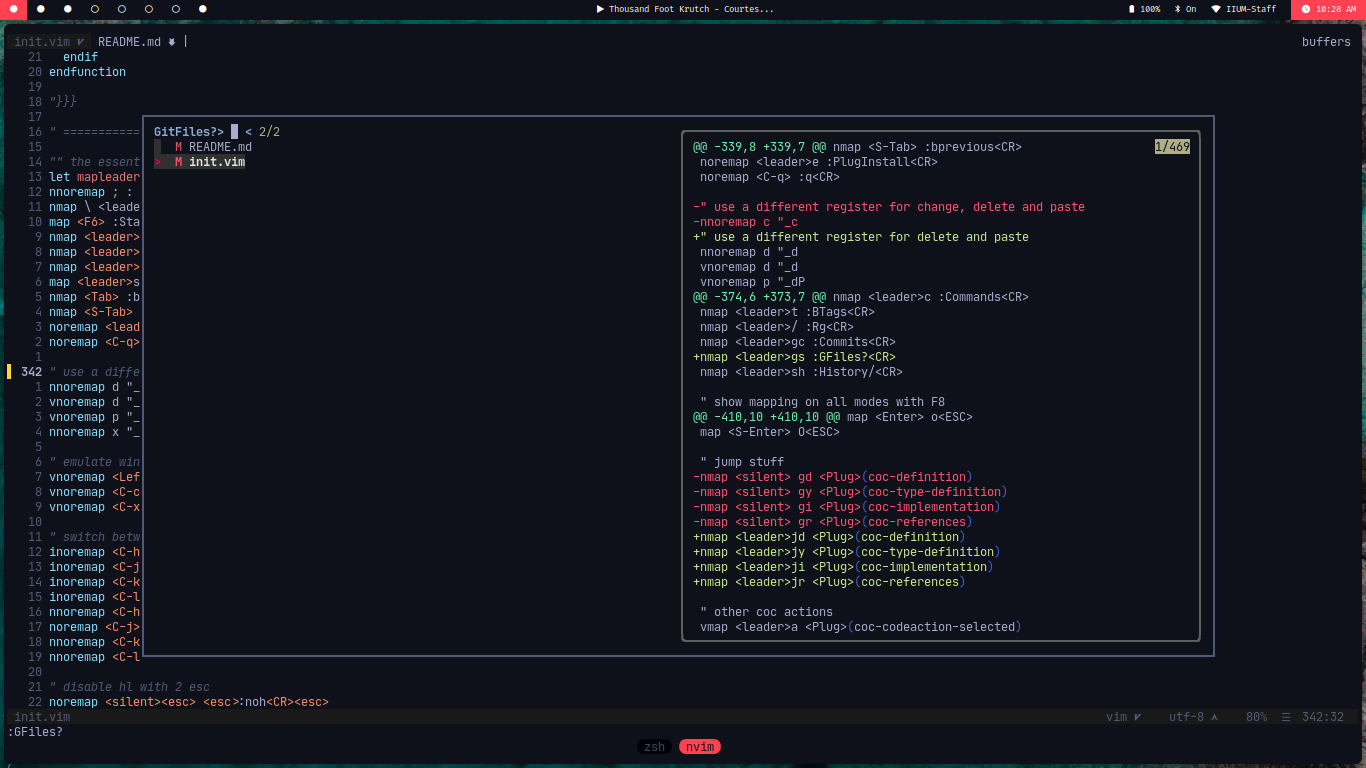 Thousand Foot Krutch – Courtes...
100% On IIUM-Staff 10:28 AM
init.vim README.md buffers
21 endif
20 endfunction
19
18 "}}}
17
16 " ===========
15
14 "" the essent
13 let mapleader
12 nnoremap ; :
11 nmap \ <leade
10 map <F6> :Sta
9 nmap <leader>
8 nmap <leader>
7 nmap <leader>
6 map <leader>s
5 nmap <Tab> :b
4 nmap <S-Tab>
3 noremap <lead
2 noremap <C-q>
1
342 " use a diffe
1 nnoremap d "_
2 vnoremap d "_
3 vnoremap p "_
4 nnoremap x "_
5
6 " emulate win
7 vnoremap <Lef
8 vnoremap <C-c
9 vnoremap <C-x
10
11 " switch betw
12 inoremap <C-h
13 inoremap <C-j
14 inoremap <C-k
15 inoremap <C-l
16 nnoremap <C-h
17 noremap <C-j>
18 nnoremap <C-k
19 nnoremap <C-l
20
21 " disable hl with 2 esc
22 noremap <silent><esc> <esc>:noh<CR><esc>
GitFiles?> < 2/2
M README.md
> M init.vim
1/469
@@ -339,8 +339,7 @@ nmap <S-Tab> :bprevious<CR>
noremap <leader>e :PlugInstall<CR>
noremap <C-q> :q<CR>
-" use a different register for change, delete and paste
-nnoremap c "_c
+" use a different register for delete and paste
nnoremap d "_d
vnoremap d "_d
vnoremap p "_dP
@@ -374,6 +373,7 @@ nmap <leader>c :Commands<CR>
nmap <leader>t :BTags<CR>
nmap <leader>/ :Rg<CR>
nmap <leader>gc :Commits<CR>
+nmap <leader>gs :GFiles?<CR>
nmap <leader>sh :History/<CR>
" show mapping on all modes with F8
@@ -410,10 +410,10 @@ map <Enter> o<ESC>
map <S-Enter> O<ESC>
" jump stuff
-nmap <silent> gd <Plug>(coc-definition)
-nmap <silent> gy <Plug>(coc-type-definition)
-nmap <silent> gi <Plug>(coc-implementation)
-nmap <silent> gr <Plug>(coc-references)
+nmap <leader>jd <Plug>(coc-definition)
+nmap <leader>jy <Plug>(coc-type-definition)
+nmap <leader>ji <Plug>(coc-implementation)
+nmap <leader>jr <Plug>(coc-references)
" other coc actions
vmap <leader>a <Plug>(coc-codeaction-selected)
init.vim vim utf-8 80% ☰ 342:32
:GFiles?
zsh nvim